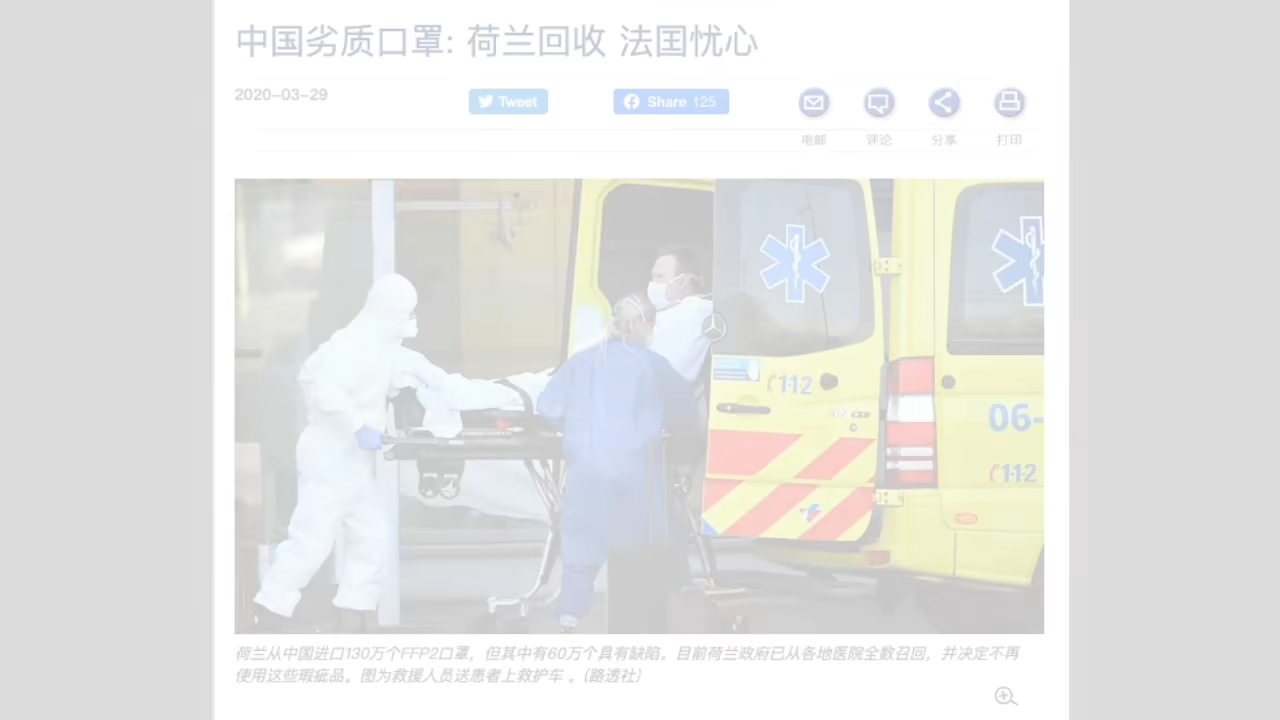 中国劣质口罩: 荷兰回收 法国忧心
2020-03-29
Tweet
Share 125
电邮
评论
分享
打印
112
06-
112
荷兰从中国进口130万个FFP2口罩，但其中有60万个具有缺陷。目前荷兰政府已从各地医院全数召回，并决定不再
使用这些瑕疵品。图为救援人员送患者上救护车 。(路透社)